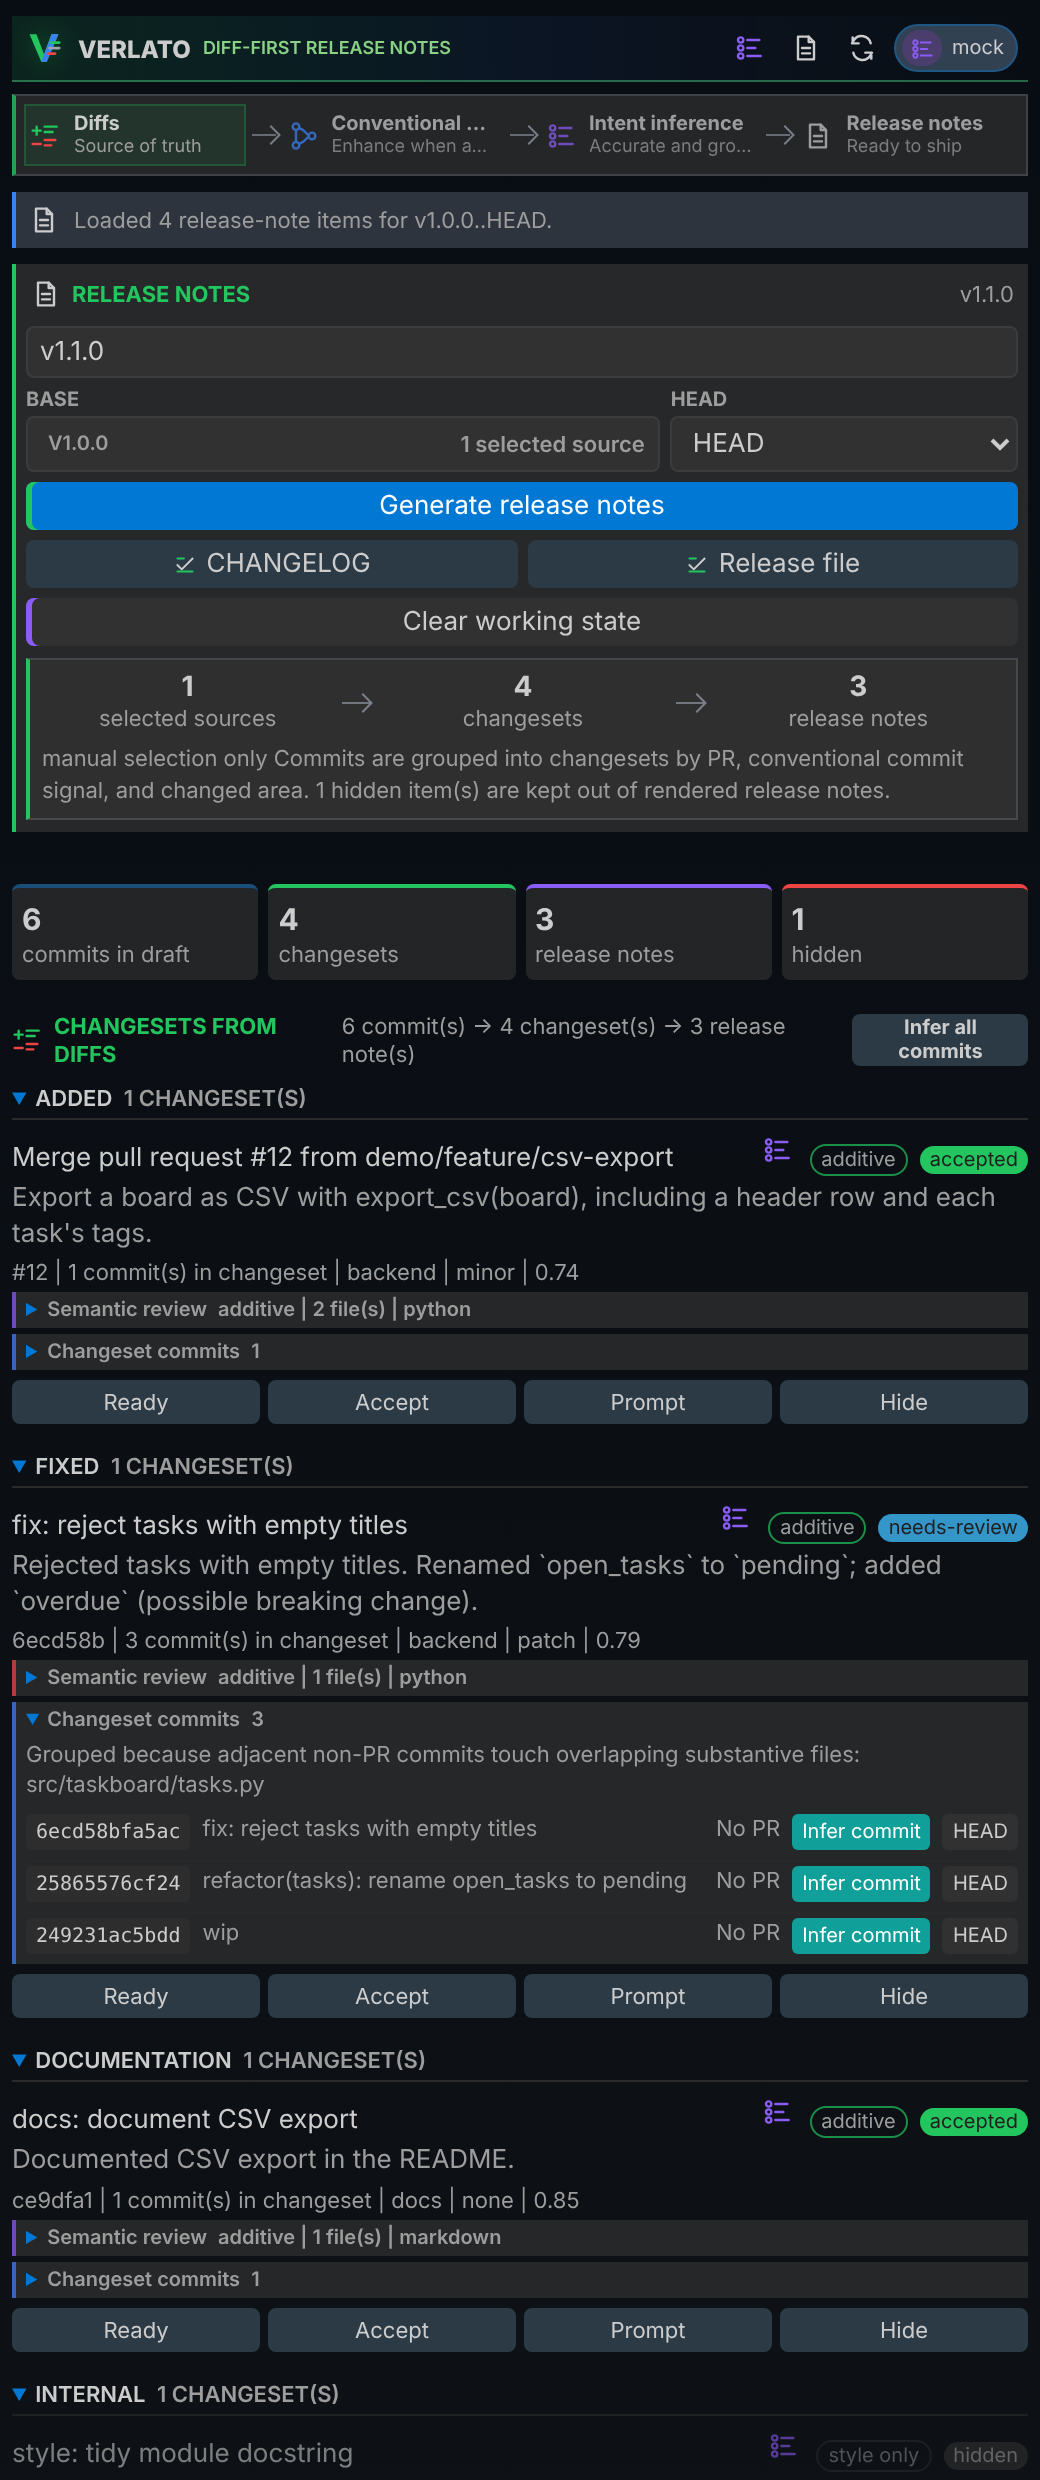 VERLATO DIFF-FIRST RELEASE NOTES mock
Diffs
Source of truth
Conventional ...
Enhance when a...
Intent inference
Accurate and gro...
Release notes
Ready to ship
Loaded 4 release-note items for v1.0.0..HEAD.
RELEASE NOTES v1.1.0
v1.1.0
BASE HEAD
V1.0.0 1 selected source HEAD
Generate release notes
CHANGELOG Release file
Clear working state
1 4 3
selected sources changesets release notes
manual selection only Commits are grouped into changesets by PR, conventional commit
signal, and changed area. 1 hidden item(s) are kept out of rendered release notes.
6 4 3 1
commits in draft changesets release notes hidden
CHANGESETS FROM
DIFFS
6 commit(s) → 4 changeset(s) → 3 release
note(s)
Infer all
commits
ADDED 1 CHANGESET(S)
Merge pull request #12 from demo/feature/csv-export additive accepted
Export a board as CSV with export_csv(board), including a header row and each
task's tags.
#12 | 1 commit(s) in changeset | backend | minor | 0.74
Semantic review additive | 2 file(s) | python
Changeset commits 1
Ready Accept Prompt Hide
FIXED 1 CHANGESET(S)
fix: reject tasks with empty titles additive needs-review
Rejected tasks with empty titles. Renamed `open_tasks` to `pending`; added
`overdue` (possible breaking change).
6ecd58b | 3 commit(s) in changeset | backend | patch | 0.79
Semantic review additive | 1 file(s) | python
Changeset commits 3
Grouped because adjacent non-PR commits touch overlapping substantive files:
src/taskboard/tasks.py
6ecd58bfa5ac fix: reject tasks with empty titles No PR Infer commit HEAD
25865576cf24 refactor(tasks): rename open_tasks to pending No PR Infer commit HEAD
249231ac5bdd wip No PR Infer commit HEAD
Ready Accept Prompt Hide
DOCUMENTATION 1 CHANGESET(S)
docs: document CSV export additive accepted
Documented CSV export in the README.
ce9dfa1 | 1 commit(s) in changeset | docs | none | 0.85
Semantic review additive | 1 file(s) | markdown
Changeset commits 1
Ready Accept Prompt Hide
INTERNAL 1 CHANGESET(S)
style: tidy module docstring style only hidden